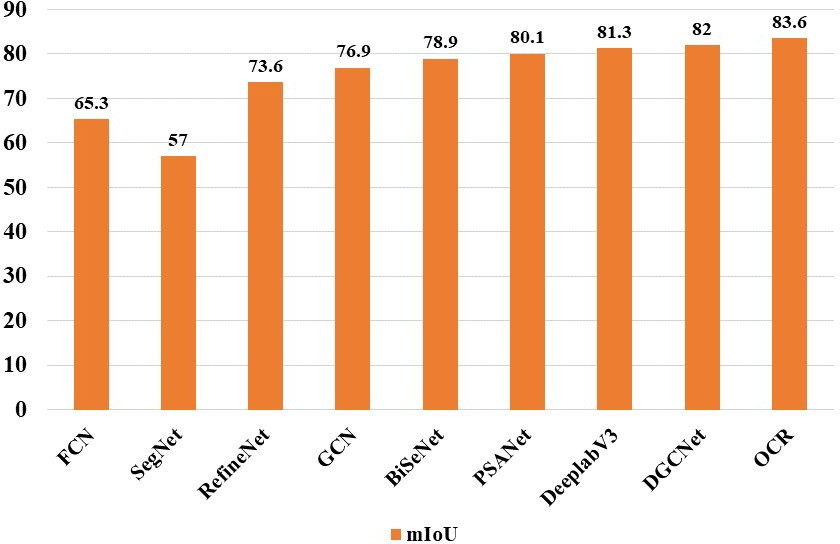 90
80
70
60
50
40
30
20
10
0
65.3
57
73.6
76.9
78.9
80.1
81.3
82
83.6
FCN
SegNet
RefineNet
GCN
BiSeNet
PSANet
DeeplabV3
DGCNet
OCR
mIoU